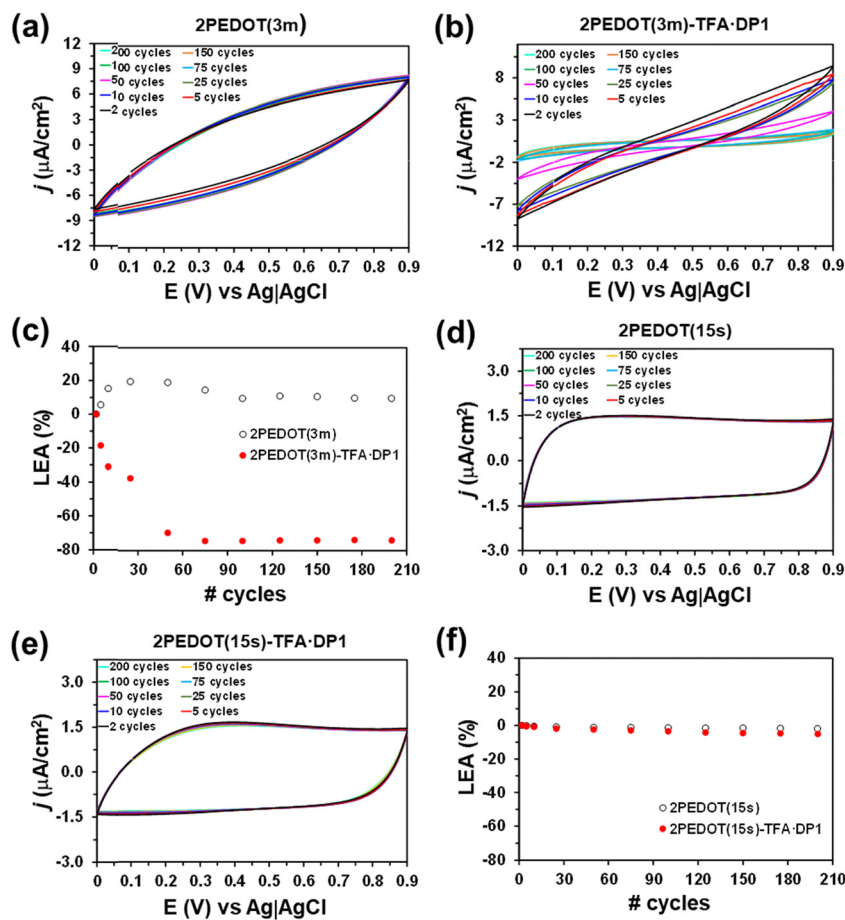 (a)
2PEDOT(3m)
200 cycles 150 cycles
100 cycles 75 cycles
50 cycles 25 cycles
10 cycles 5 cycles
2 cycles
j (μA/cm²)
12
9
6
3
0
-3
-6
-9
-12
0 0.1 0.2 0.3 0.4 0.5 0.6 0.7 0.8 0.9
E (V) vs Ag|AgCl
(b)
2PEDOT(3m)-TFA·DP1
200 cycles 150 cycles
100 cycles 75 cycles
50 cycles 25 cycles
10 cycles 5 cycles
2 cycles
j (μA/cm²)
8
3
-2
-7
-12
0 0.1 0.2 0.3 0.4 0.5 0.6 0.7 0.8 0.9
E (V) vs Ag|AgCl
(c)
LEA (%)
40
20
0
-20
-40
-60
-80
2PEDOT(3m)
2PEDOT(3m)-TFA·DP1
0 30 60 90 120 150 180 210
# cycles
(d)
2PEDOT(15s)
200 cycles 150 cycles
100 cycles 75 cycles
50 cycles 25 cycles
10 cycles 5 cycles
2 cycles
j (μA/cm²)
3.0
1.5
0.0
-1.5
-3.0
0 0.1 0.2 0.3 0.4 0.5 0.6 0.7 0.8 0.9
E (V) vs Ag|AgCl
(e)
2PEDOT(15s)-TFA·DP1
200 cycles 150 cycles
100 cycles 75 cycles
50 cycles 25 cycles
10 cycles 5 cycles
2 cycles
j (μA/cm²)
3.0
1.5
0.0
-1.5
-3.0
0 0.1 0.2 0.3 0.4 0.5 0.6 0.7 0.8 0.9
E (V) vs Ag|AgCl
(f)
LEA (%)
40
20
0
-20
-40
-60
-80
2PEDOT(15s)
2PEDOT(15s)-TFA·DP1
0 30 60 90 120 150 180 210
# cycles